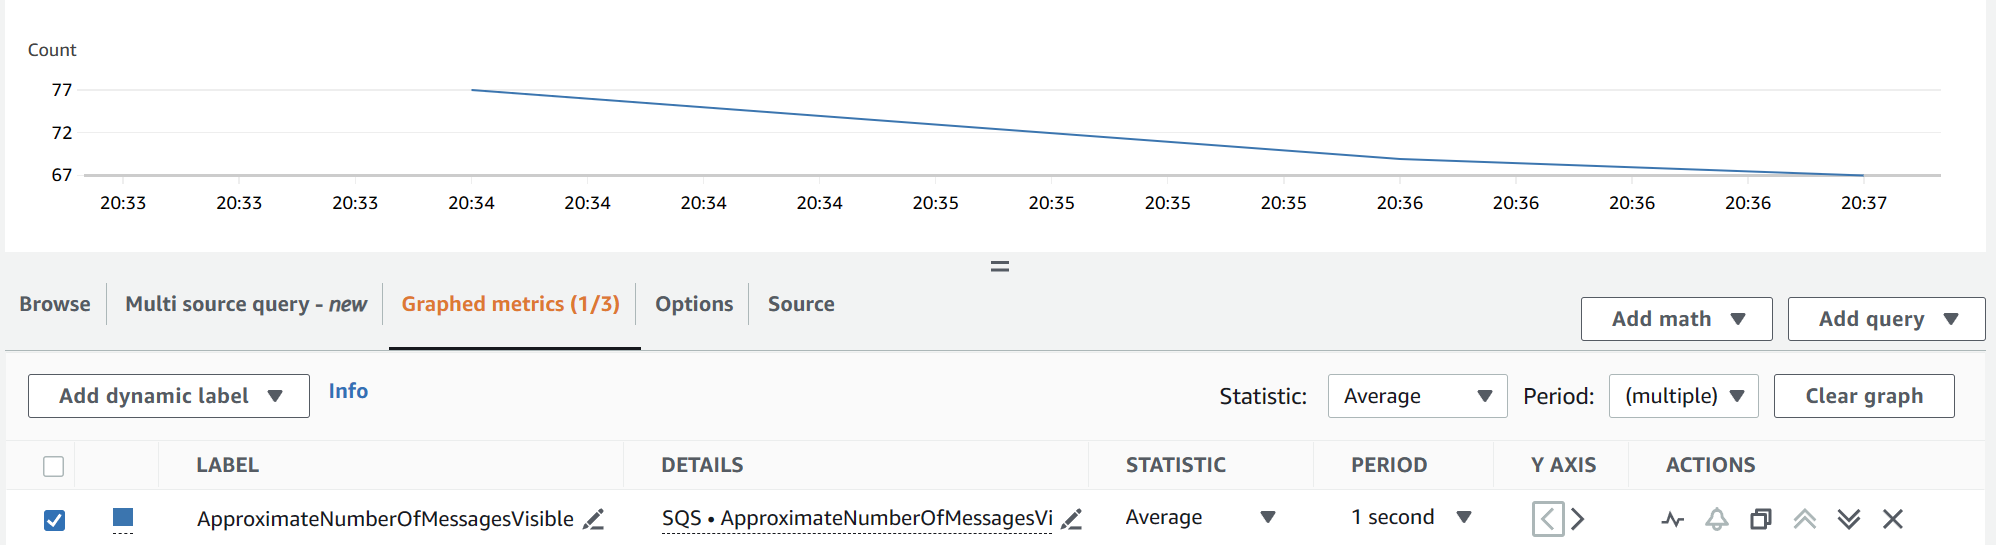 Count
77
72
67
20:33 20:33 20:33 20:34 20:34 20:34 20:34 20:35 20:35 20:35 20:35 20:36 20:36 20:36 20:36 20:37
Browse Multi source query - new Graphed metrics (1/3) Options Source Add math Add query
Add dynamic label Info Statistic: Average Period: (multiple) Clear graph
LABEL DETAILS STATISTIC PERIOD Y AXIS ACTIONS
ApproximateNumberOfMessagesVisible SQS • ApproximateNumberOfMessagesVi Average 1 second